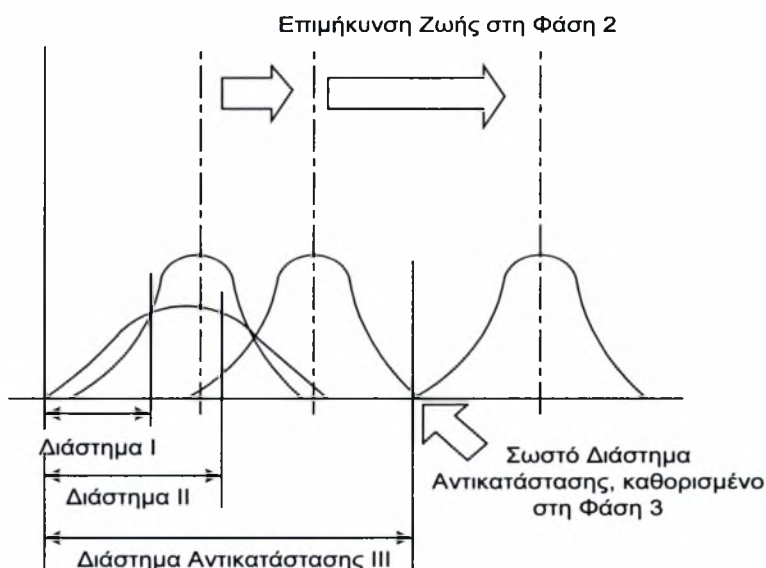 Επιμήκυνση Ζωής στη Φάση 2
Διάστημα Ι
Διάστημα ΙΙ
Σωστό Διάστημα
Αντικατάστασης, καθορισμένο
στη Φάση 3
Διάστημα Αντικατάστασης ΙΙΙ